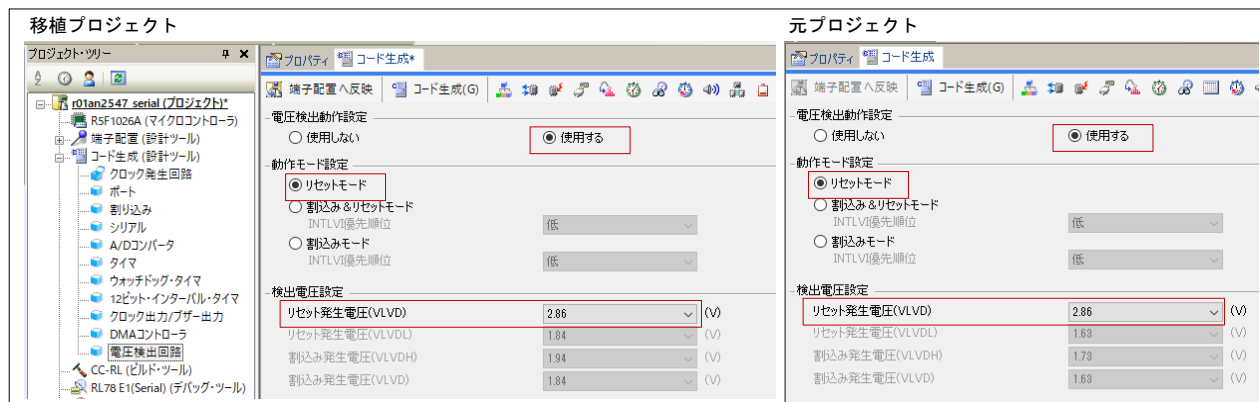 移植プロジェクト
プロジェクト・ツリー
r01an2547_serial (プロジェクト)*
R5F1026A (マイクロコントローラ)
端子配置 (設計ツール)
コード生成 (設計ツール)
クロック発生回路
ポート
割り込み
シリアル
A/Dコンバータ
タイマ
ウォッチドッグ・タイマ
12ビット・インターバル・タイマ
クロック出力/ブザー出力
DMAコントローラ
電圧検出回路
CC-RL (ビルド・ツール)
RL78 E1(Serial) (デバッグ・ツール)
プロパティ コード生成*
端子配置へ反映 コード生成(G)
電圧検出動作設定
使用しない 使用する
動作モード設定
リセットモード
割込み&リセットモード
INTLVI優先順位 低
割込みモード
INTLVI優先順位 低
検出電圧設定
リセット発生電圧(VLVD) 2.86 (V)
リセット発生電圧(VLVDL) 1.84 (V)
割込み発生電圧(VLVDH) 1.94 (V)
割込み発生電圧(VLVD) 1.84 (V)
元プロジェクト
プロパティ コード生成
端子配置へ反映 コード生成(G)
電圧検出動作設定
使用しない 使用する
動作モード設定
リセットモード
割込み&リセットモード
INTLVI優先順位 低
割込みモード
INTLVI優先順位 低
検出電圧設定
リセット発生電圧(VLVD) 2.86 (V)
リセット発生電圧(VLVDL) 1.63 (V)
割込み発生電圧(VLVDH) 1.73 (V)
割込み発生電圧(VLVD) 1.63 (V)